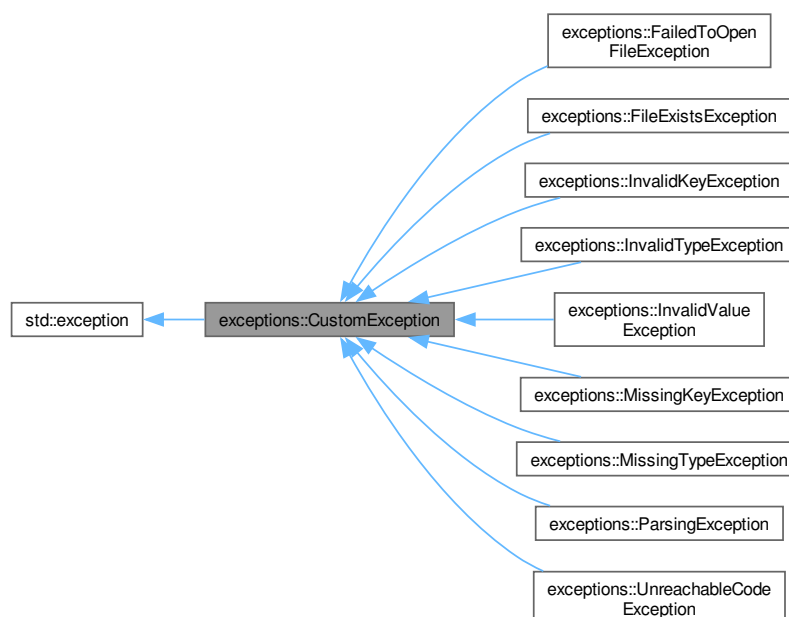 exceptions::FailedToOpen
FileException
exceptions::FileExistsException
exceptions::InvalidKeyException
exceptions::InvalidTypeException
std::exception
exceptions::CustomException
exceptions::InvalidValue
Exception
exceptions::MissingKeyException
exceptions::MissingTypeException
exceptions::ParsingException
exceptions::UnreachableCode
Exception